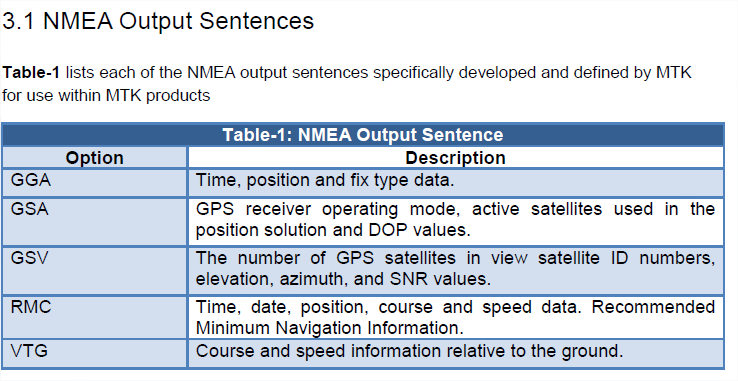 3.1 NMEA Output Sentences
Table-1 lists each of the NMEA output sentences specifically developed and defined by MTK
for use within MTK products
Table-1: NMEA Output Sentence
Option Description
GGA Time, position and fix type data.
GSA GPS receiver operating mode, active satellites used in the
position solution and DOP values.
GSV The number of GPS satellites in view satellite ID numbers,
elevation, azimuth, and SNR values.
RMC Time, date, position, course and speed data. Recommended
Minimum Navigation Information.
VTG Course and speed information relative to the ground.